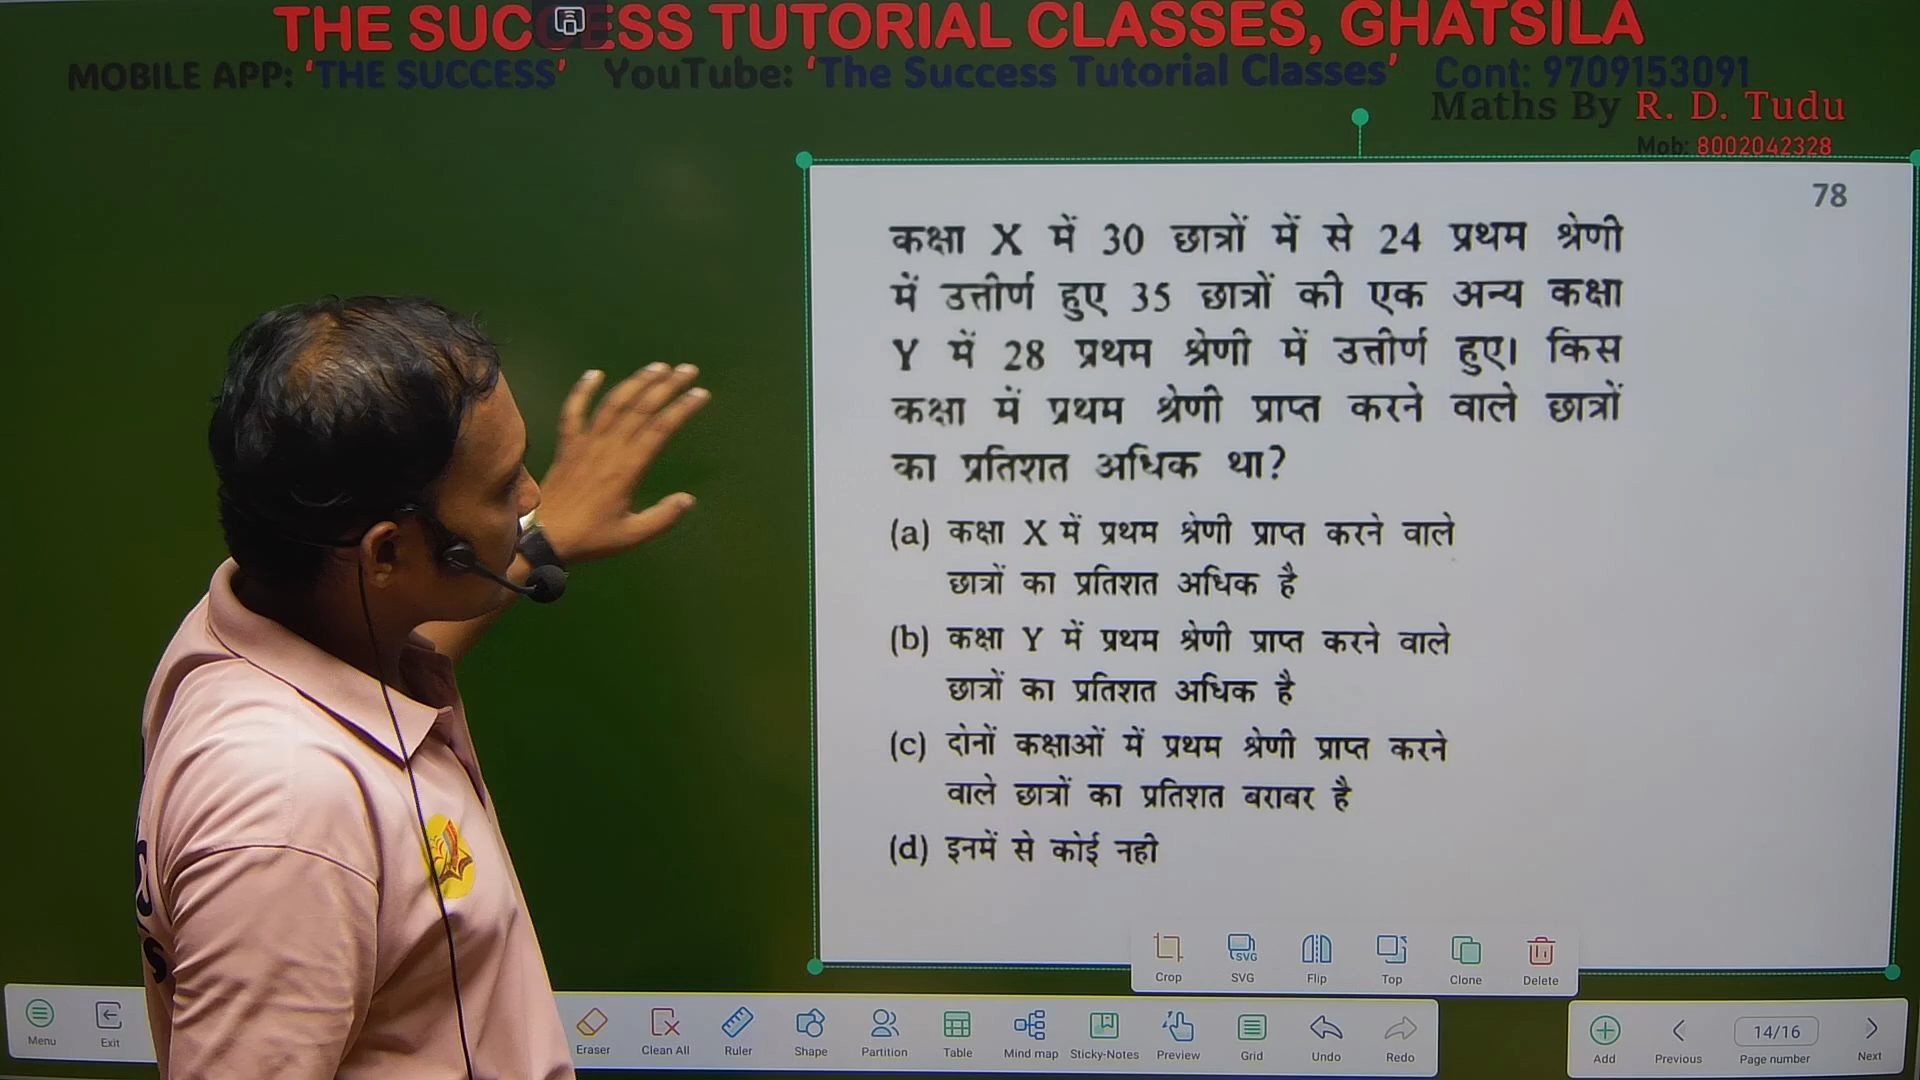 THE SUCCESS TUTORIAL CLASSES, GHATSILA
MOBILE APP: 'THE SUCCESS' YouTube: 'The Success Tutorial Classes' Cont: 9709153091
Maths By R. D. Tudu
Mob: 8002042328
78
कक्षा X में 30 छात्रों में से 24 प्रथम श्रेणी
में उत्तीर्ण हुए 35 छात्रों की एक अन्य कक्षा
Y में 28 प्रथम श्रेणी में उत्तीर्ण हुए। किस
कक्षा में प्रथम श्रेणी प्राप्त करने वाले छात्रों
का प्रतिशत अधिक था?
(a) कक्षा X में प्रथम श्रेणी प्राप्त करने वाले
छात्रों का प्रतिशत अधिक है
(b) कक्षा Y में प्रथम श्रेणी प्राप्त करने वाले
छात्रों का प्रतिशत अधिक है
(c) दोनों कक्षाओं में प्रथम श्रेणी प्राप्त करने
वाले छात्रों का प्रतिशत बराबर है
(d) इनमें से कोई नही
Crop SVG Flip Top Clone Delete
Menu Exit Eraser Clean All Ruler Shape Partition Table Mind map Sticky-Notes Preview Grid Undo Redo
Add Previous 14/16 Page number Next